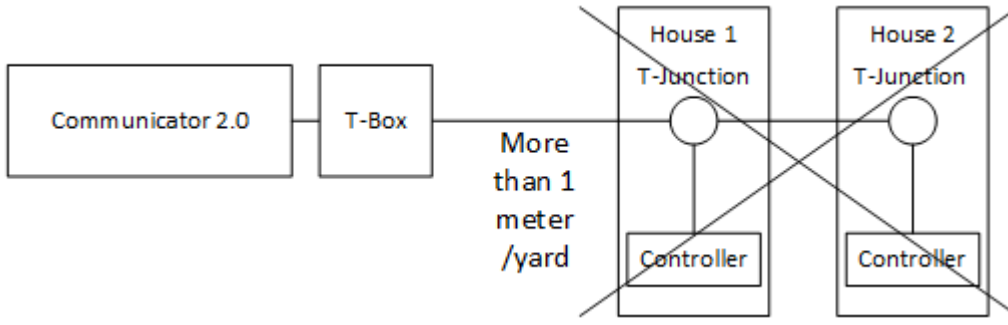 House 1
House 2
T-Junction
T-Junction
Communicator 2.0
T-Box
More
than 1
meter
/yard
Controller
Controller